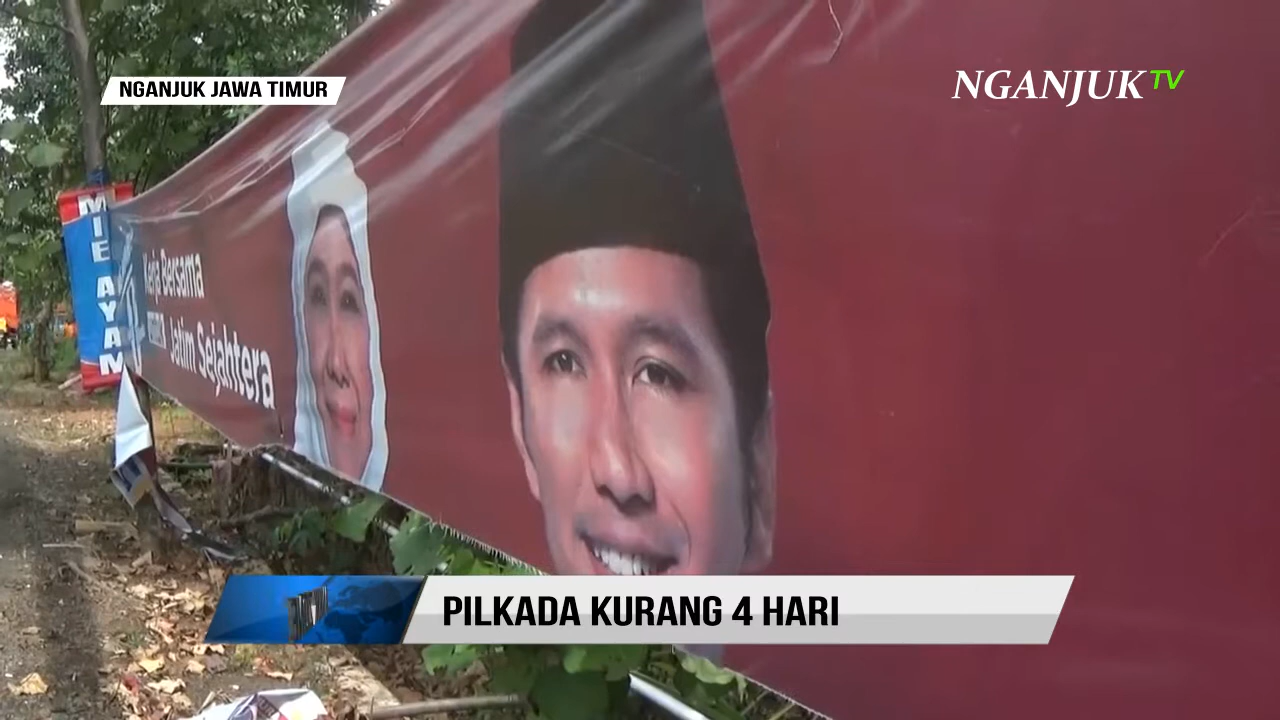 NGANJUK JAWA TIMUR
NGANJUK TV
MIE AYAM
Kerja Bersama
Jatim Sejahtera
PILKADA KURANG 4 HARI